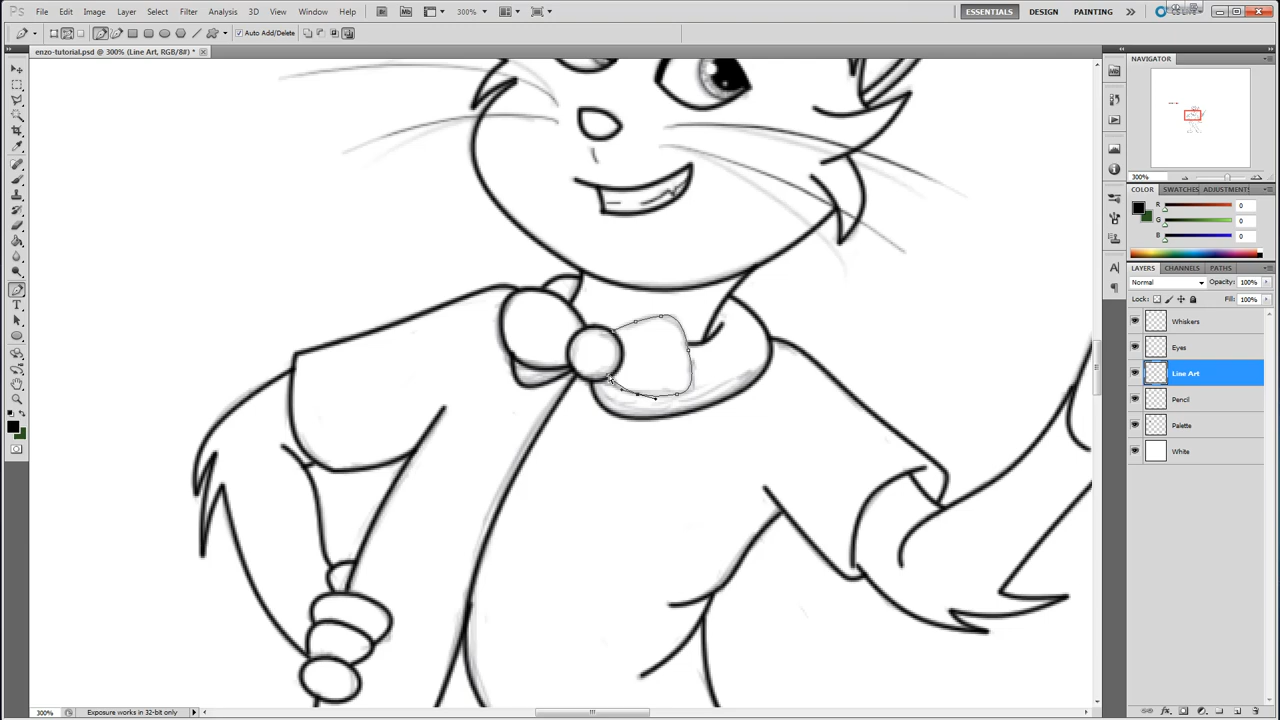 Ps File Edit Image Layer Select Filter Analysis 3D View Window Help Br Mb 300% ESSENTIALS DESIGN PAINTING
Auto Add/Delete
enzo-tutorial.psd @ 300% (Line Art, RGB/8#) *
NAVIGATOR
300%
COLOR SWATCHES ADJUSTMENTS
R 0
G 0
B 0
LAYERS CHANNELS PATHS
Normal Opacity: 100%
Lock: Fill: 100%
Whiskers
Eyes
Line Art
Pencil
Palette
White
300% Exposure works in 32-bit only